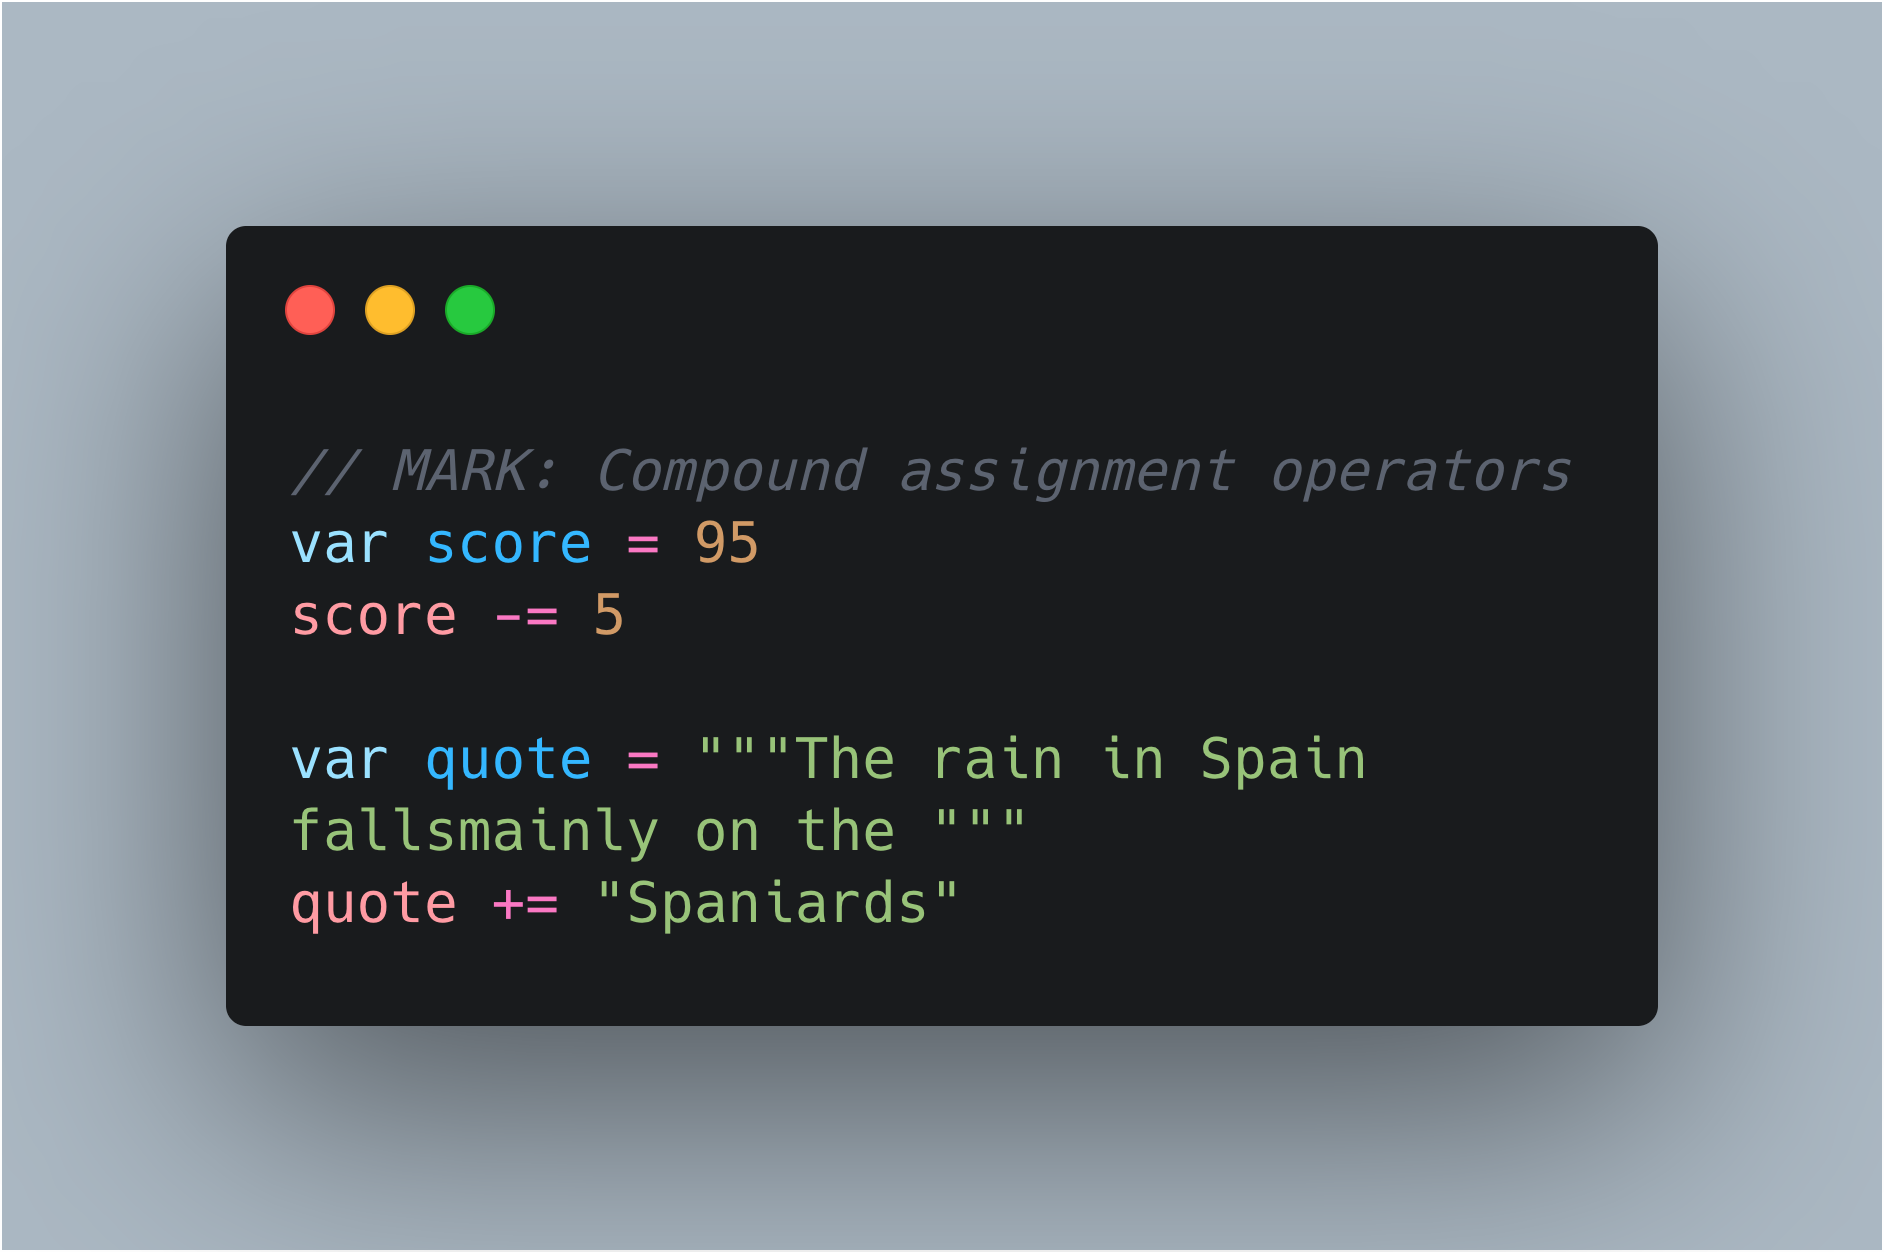 // MARK: Compound assignment operators
var score = 95
score -= 5
var quote = """The rain in Spain
fallsmainly on the """
quote += "Spaniards"